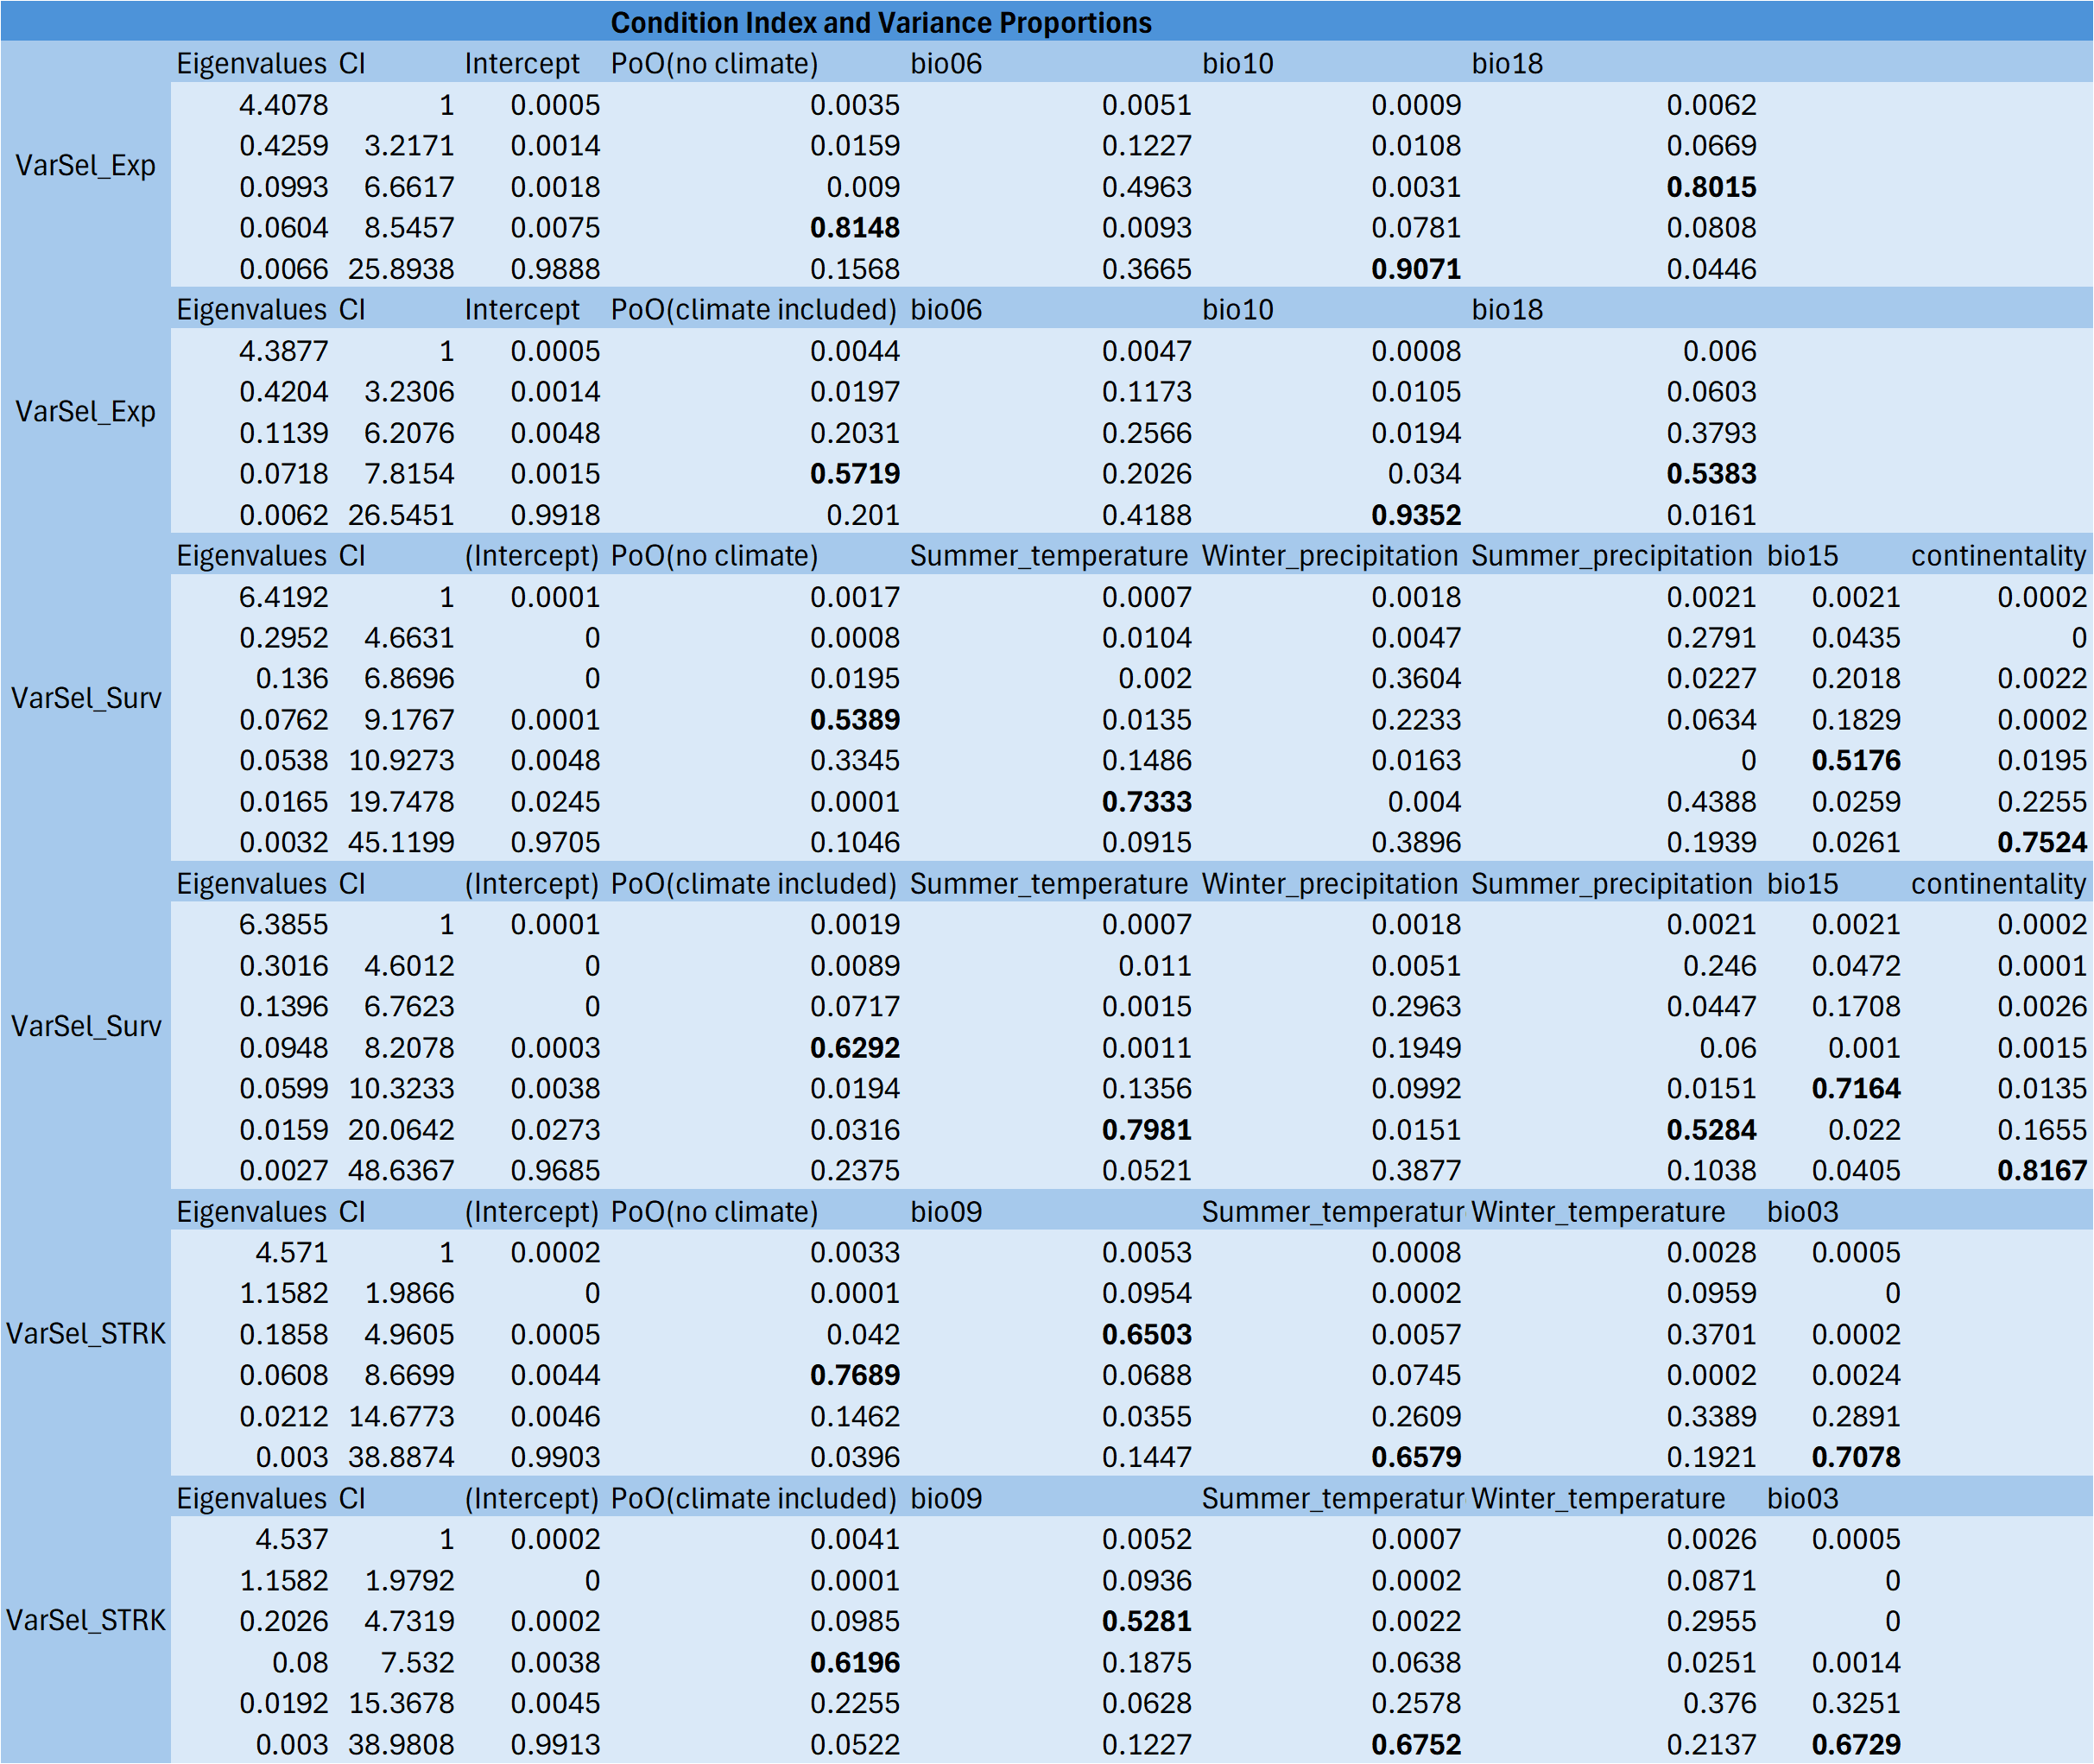 Condition Index and Variance Proportions
Eigenvalues CI Intercept PoO(no climate) bio06 bio10 bio18
4.4078 1 0.0005 0.0035 0.0051 0.0009 0.0062
0.4259 3.2171 0.0014 0.0159 0.1227 0.0108 0.0669
VarSel_Exp
0.0993 6.6617 0.0018 0.009 0.4963 0.0031 0.8015
0.0604 8.5457 0.0075 0.8148 0.0093 0.0781 0.0808
0.0066 25.8938 0.9888 0.1568 0.3665 0.9071 0.0446
Eigenvalues CI Intercept PoO(climate included) bio06 bio10 bio18
4.3877 1 0.0005 0.0044 0.0047 0.0008 0.006
0.4204 3.2306 0.0014 0.0197 0.1173 0.0105 0.0603
VarSel_Exp
0.1139 6.2076 0.0048 0.2031 0.2566 0.0194 0.3793
0.0718 7.8154 0.0015 0.5719 0.2026 0.034 0.5383
0.0062 26.5451 0.9918 0.201 0.4188 0.9352 0.0161
Eigenvalues CI (Intercept) PoO(no climate) Summer_temperature Winter_precipitation Summer_precipitation bio15 continentality
6.4192 1 0.0001 0.0017 0.0007 0.0018 0.0021 0.0021 0.0002
0.2952 4.6631 0 0.0008 0.0104 0.0047 0.2791 0.0435 0
0.136 6.8696 0 0.0195 0.002 0.3604 0.0227 0.2018 0.0022
VarSel_Surv
0.0762 9.1767 0.0001 0.5389 0.0135 0.2233 0.0634 0.1829 0.0002
0.0538 10.9273 0.0048 0.3345 0.1486 0.0163 0 0.5176 0.0195
0.0165 19.7478 0.0245 0.0001 0.7333 0.004 0.4388 0.0259 0.2255
0.0032 45.1199 0.9705 0.1046 0.0915 0.3896 0.1939 0.0261 0.7524
Eigenvalues CI (Intercept) PoO(climate included) Summer_temperature Winter_precipitation Summer_precipitation bio15 continentality
6.3855 1 0.0001 0.0019 0.0007 0.0018 0.0021 0.0021 0.0002
0.3016 4.6012 0 0.0089 0.011 0.0051 0.246 0.0472 0.0001
0.1396 6.7623 0 0.0717 0.0015 0.2963 0.0447 0.1708 0.0026
VarSel_Surv
0.0948 8.2078 0.0003 0.6292 0.0011 0.1949 0.06 0.001 0.0015
0.0599 10.3233 0.0038 0.0194 0.1356 0.0992 0.0151 0.7164 0.0135
0.0159 20.0642 0.0273 0.0316 0.7981 0.0151 0.5284 0.022 0.1655
0.0027 48.6367 0.9685 0.2375 0.0521 0.3877 0.1038 0.0405 0.8167
Eigenvalues CI (Intercept) PoO(no climate) bio09 Summer_temperatur Winter_temperature bio03
4.571 1 0.0002 0.0033 0.0053 0.0008 0.0028 0.0005
1.1582 1.9866 0 0.0001 0.0954 0.0002 0.0959 0
VarSel_STRK 0.1858 4.9605 0.0005 0.042 0.6503 0.0057 0.3701 0.0002
0.0608 8.6699 0.0044 0.7689 0.0688 0.0745 0.0002 0.0024
0.0212 14.6773 0.0046 0.1462 0.0355 0.2609 0.3389 0.2891
0.003 38.8874 0.9903 0.0396 0.1447 0.6579 0.1921 0.7078
Eigenvalues CI (Intercept) PoO(climate included) bio09 Summer_temperatur Winter_temperature bio03
4.537 1 0.0002 0.0041 0.0052 0.0007 0.0026 0.0005
1.1582 1.9792 0 0.0001 0.0936 0.0002 0.0871 0
VarSel_STRK 0.2026 4.7319 0.0002 0.0985 0.5281 0.0022 0.2955 0
0.08 7.532 0.0038 0.6196 0.1875 0.0638 0.0251 0.0014
0.0192 15.3678 0.0045 0.2255 0.0628 0.2578 0.376 0.3251
0.003 38.9808 0.9913 0.0522 0.1227 0.6752 0.2137 0.6729